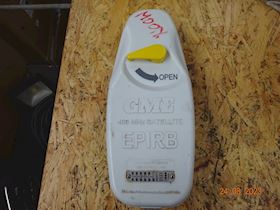 OPEN
GME
406 MHz SATELLITE
EPIRB
24 08 2023